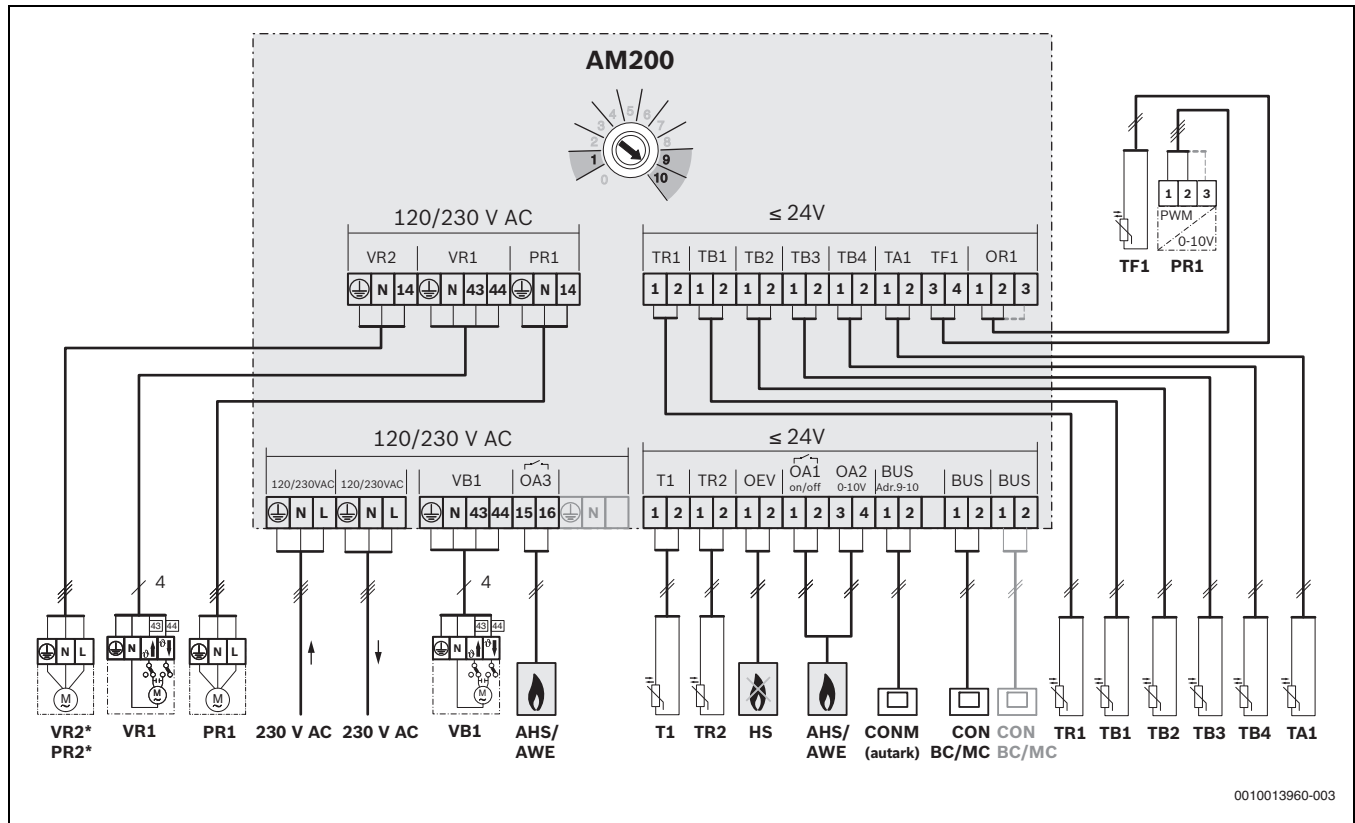 AM200
0 1 2 3 4 5 6 7 8 9 10
120/230 V AC
≤ 24V
VR2 VR1 PR1
N 14 N 43 44 N 14
TR1 TB1 TB2 TB3 TB4 TA1 TF1 OR1
1 2 1 2 1 2 1 2 1 2 1 2 3 4 1 2 3
1 2 3
PWM
0-10V
TF1 PR1
120/230 V AC
≤ 24V
120/230VAC 120/230VAC VB1 OA3
N L N L N 43 44 15 16 N
T1 TR2 OEV OA1 OA2 BUS BUS BUS
on/off 0-10V Adr.9-10
1 2 1 2 1 2 1 2 3 4 1 2 1 2 1 2
4 4
43 44 43 44
N L N ϑ ϑ N L N ϑ ϑ
M M M M
~ ~ ~ ~
VR2* VR1 PR1 230 V AC 230 V AC VB1 AHS/ T1 TR2 HS AHS/ CONM CON CON TR1 TB1 TB2 TB3 TB4 TA1
PR2* AWE AWE (autark) BC/MC BC/MC
0010013960-003